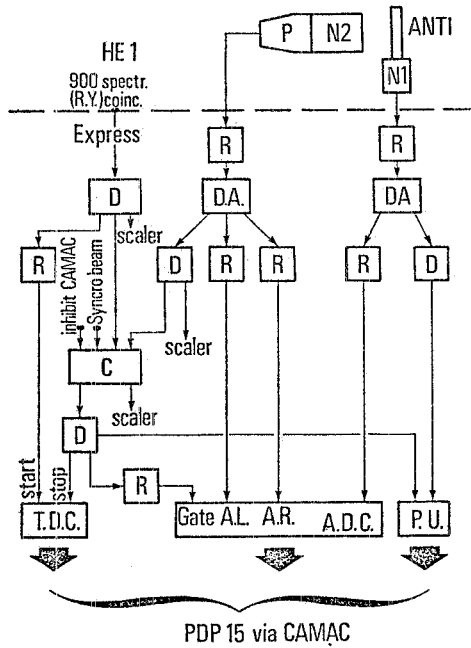 HE 1
P N2
ANTI
N1
900 spectr.
(R.Y.)coinc.
Express
R
R
D
D.A.
DA
scaler
R
D
R
R
R
D
inhibit CAMAC
Syncro beam
scaler
C
scaler
D
start
stop
R
T.D.C.
Gate A.L. A.R. A.D.C.
P.U.
PDP 15 via CAMAC